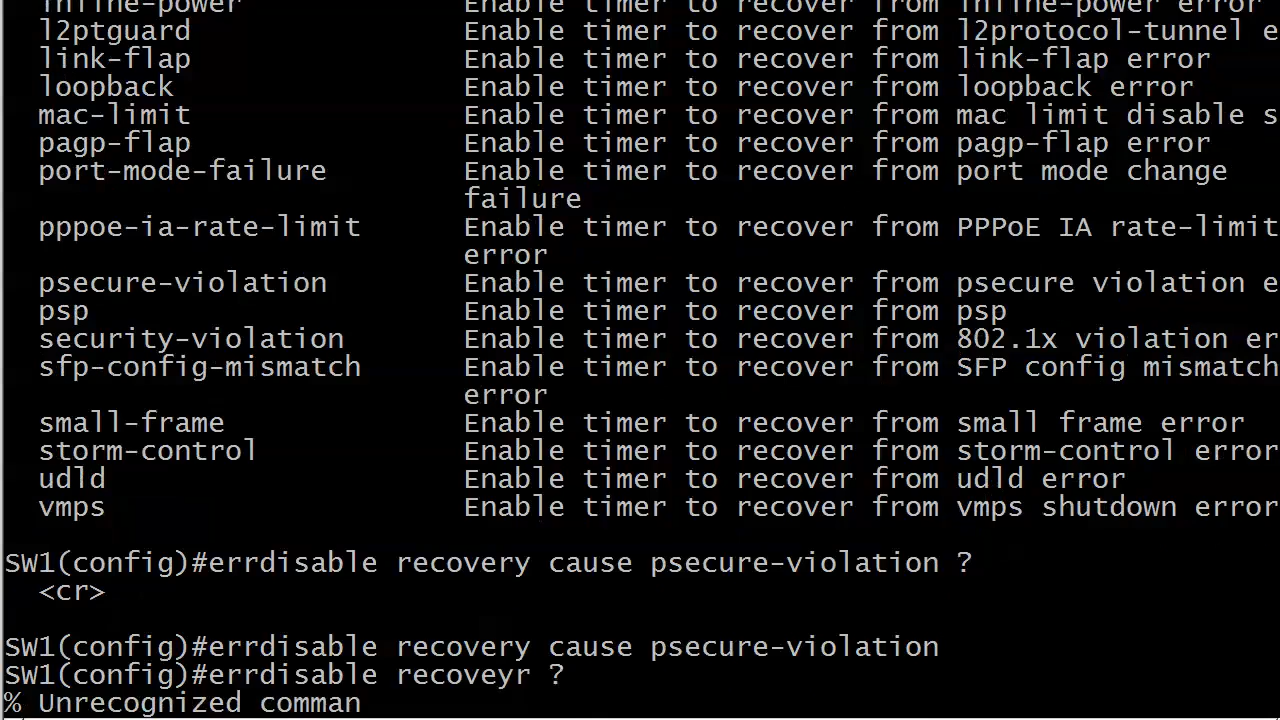 inline-power Enable timer to recover from inline-power error
l2ptguard Enable timer to recover from l2protocol-tunnel e
link-flap Enable timer to recover from link-flap error
loopback Enable timer to recover from loopback error
mac-limit Enable timer to recover from mac limit disable s
pagp-flap Enable timer to recover from pagp-flap error
port-mode-failure Enable timer to recover from port mode change
failure
pppoe-ia-rate-limit Enable timer to recover from PPPoE IA rate-limit
error
psecure-violation Enable timer to recover from psecure violation e
psp Enable timer to recover from psp
security-violation Enable timer to recover from 802.1x violation er
sfp-config-mismatch Enable timer to recover from SFP config mismatch
error
small-frame Enable timer to recover from small frame error
storm-control Enable timer to recover from storm-control error
udld Enable timer to recover from udld error
vmps Enable timer to recover from vmps shutdown error
SW1(config)#errdisable recovery cause psecure-violation ?
<cr>
SW1(config)#errdisable recovery cause psecure-violation
SW1(config)#errdisable recoveyr ?
% Unrecognized comman